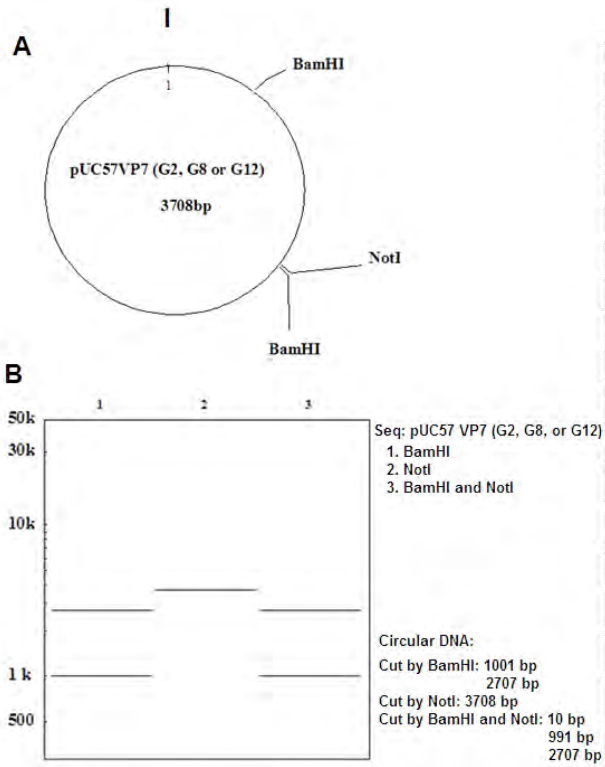 I
A
BamHI
1
pUC57VP7 (G2, G8 or G12)
3708bp
NotI
BamHI
B
1 2 3
50k
30k
10k
1 k
500
Seq: pUC57 VP7 (G2, G8, or G12)
1. BamHI
2. NotI
3. BamHI and NotI
Circular DNA:
Cut by BamHI: 1001 bp
2707 bp
Cut by NotI: 3708 bp
Cut by BamHI and NotI: 10 bp
991 bp
2707 bp